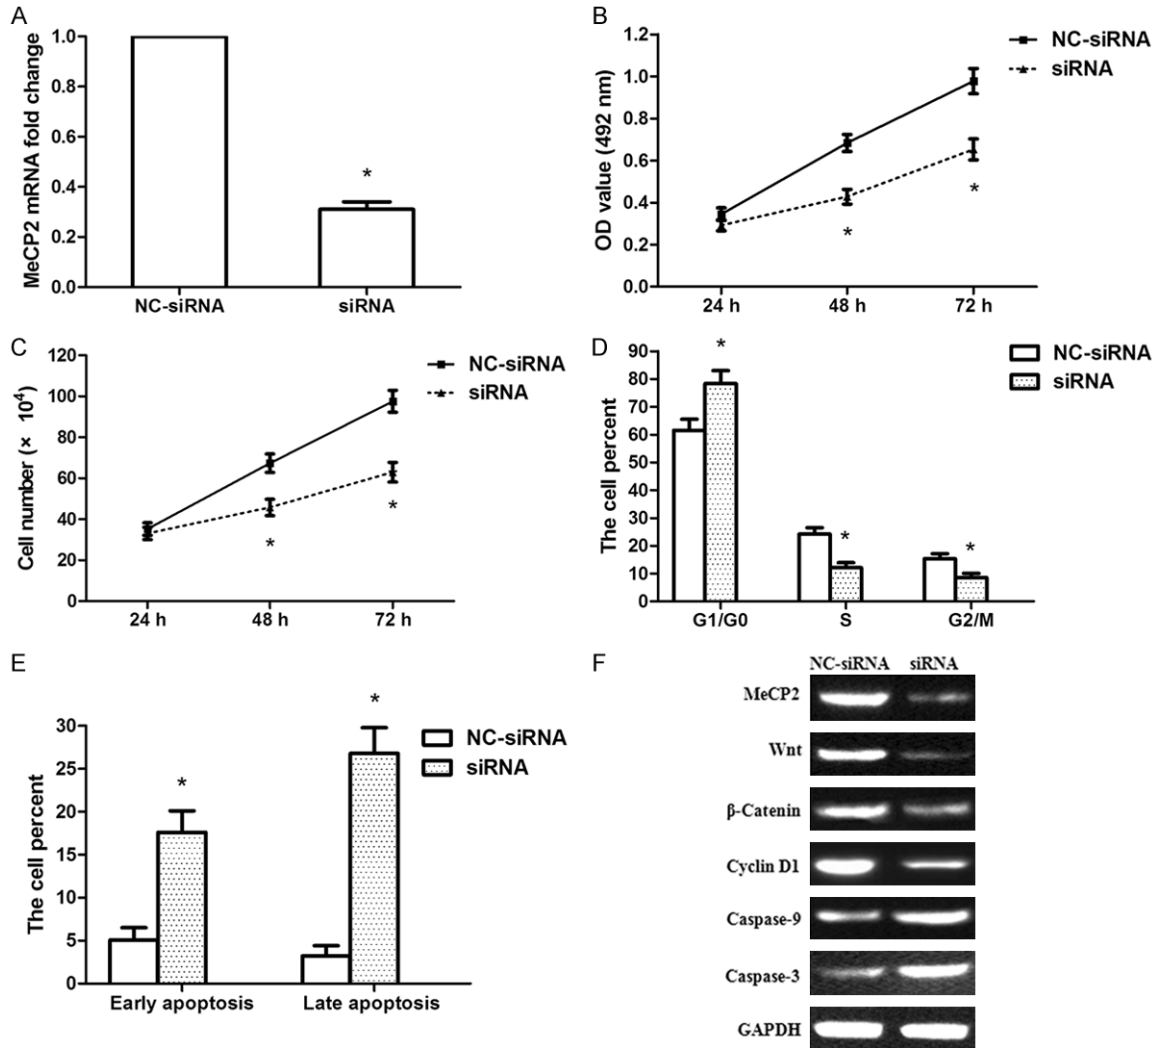 A
MeCP2 mRNA fold change
1.0
0.8
0.6
0.4
0.2
0.0
*
NC-siRNA
siRNA
B
OD value (492 nm)
1.2
1.0
0.8
0.6
0.4
0.2
0.0
*
*
24 h
48 h
72 h
NC-siRNA
siRNA
C
Cell number (× 10⁴)
120
100
80
60
40
20
0
*
*
24 h
48 h
72 h
NC-siRNA
siRNA
D
The cell percent
90
80
70
60
50
40
30
20
10
0
*
*
*
G1/G0
S
G2/M
NC-siRNA
siRNA
E
The cell percent
30
25
20
15
10
5
0
*
*
Early apoptosis
Late apoptosis
NC-siRNA
siRNA
F
NC-siRNA siRNA
MeCP2
Wnt
β-Catenin
Cyclin D1
Caspase-9
Caspase-3
GAPDH